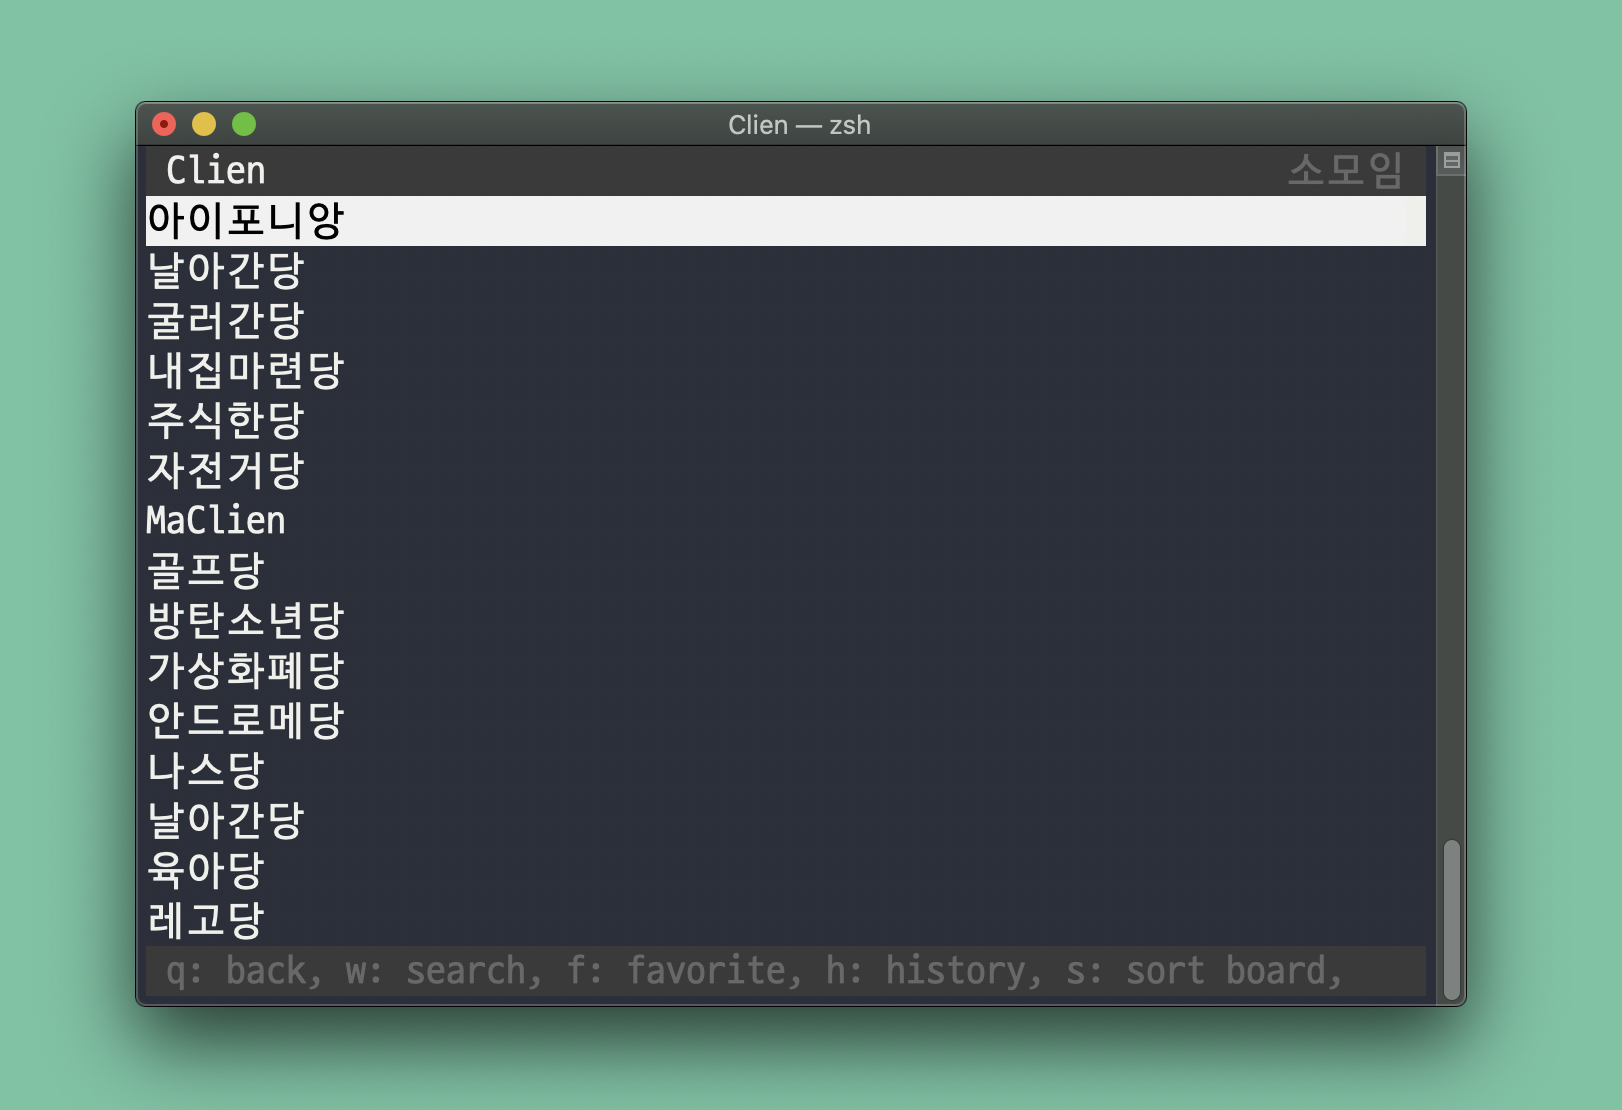 Clien — zsh
Clien 소모임
아이포니앙
날아간당
굴러간당
내집마련당
주식한당
자전거당
MaClien
골프당
방탄소년당
가상화폐당
안드로메당
나스당
날아간당
육아당
레고당
q: back, w: search, f: favorite, h: history, s: sort board,